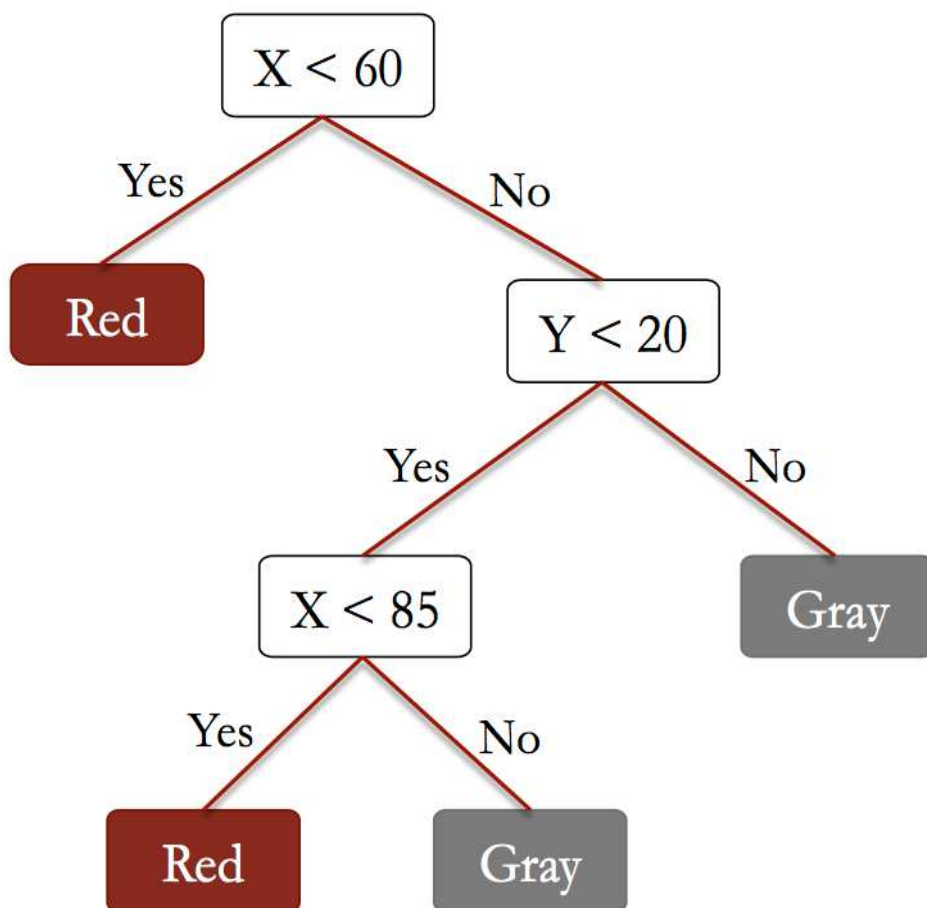 X < 60
Yes
No
Red
Y < 20
Yes
No
X < 85
Gray
Yes
No
Red
Gray